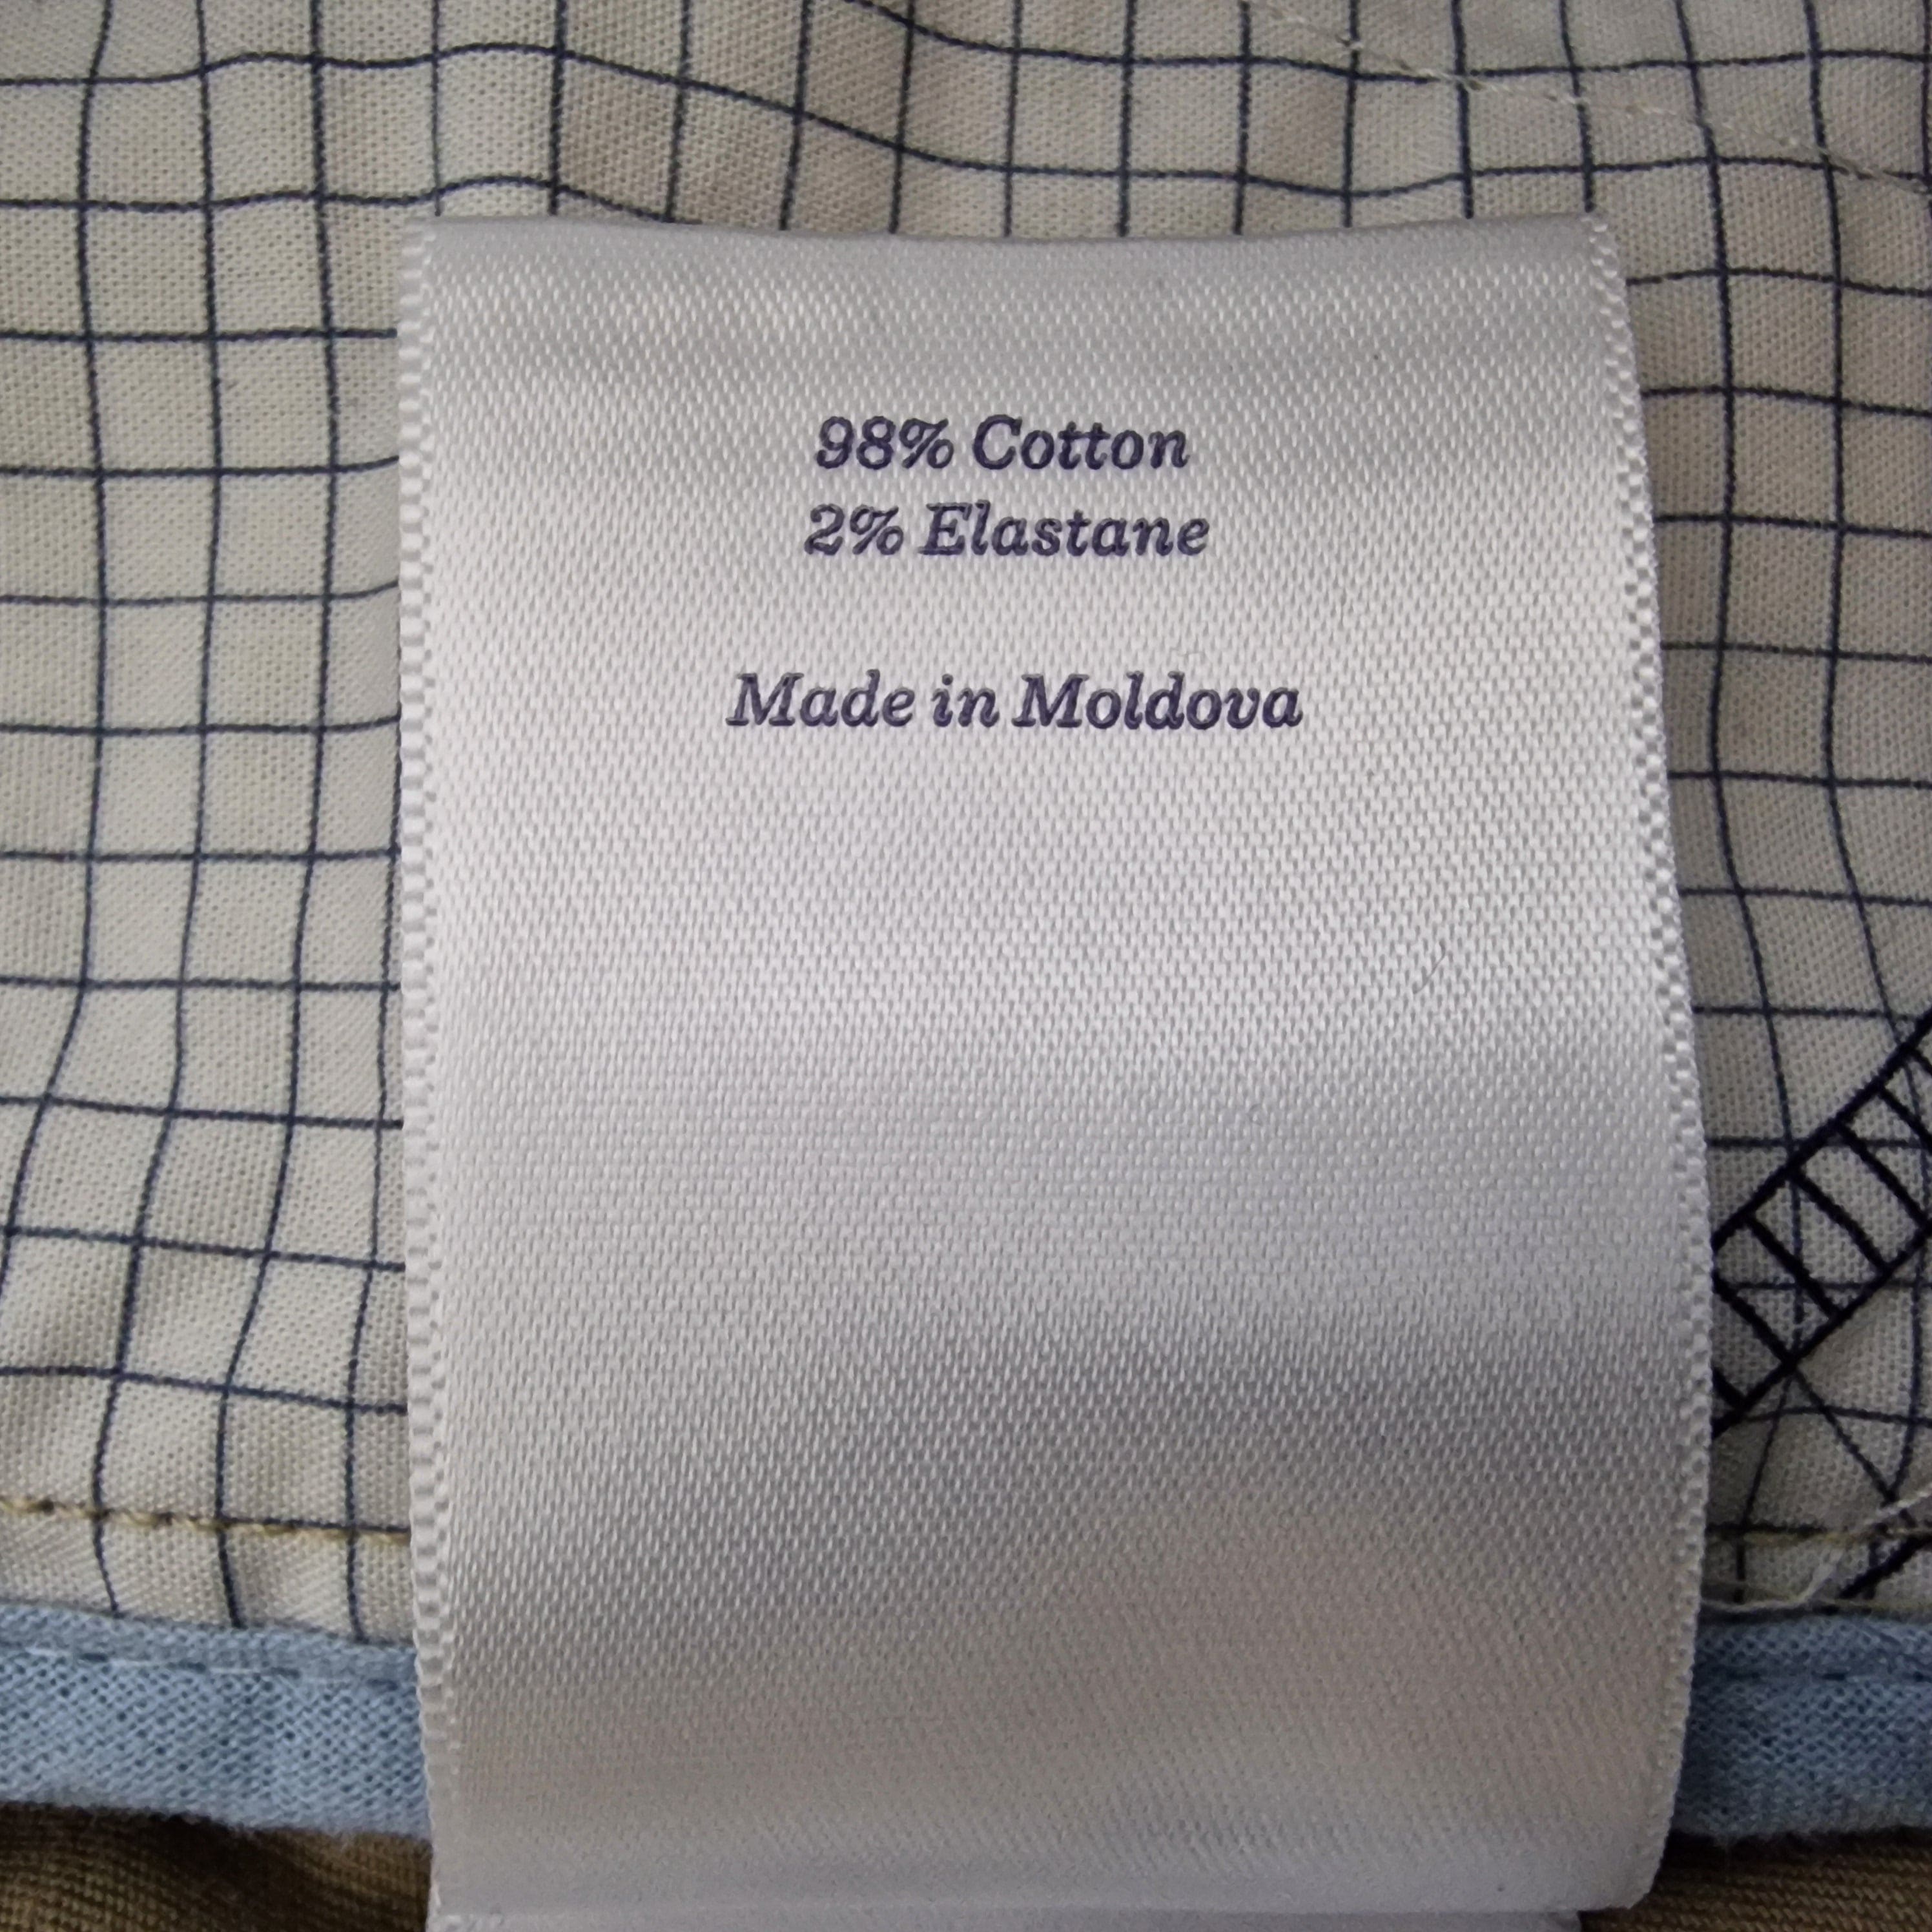 98% Cotton
2% Elastane
Made in Moldova